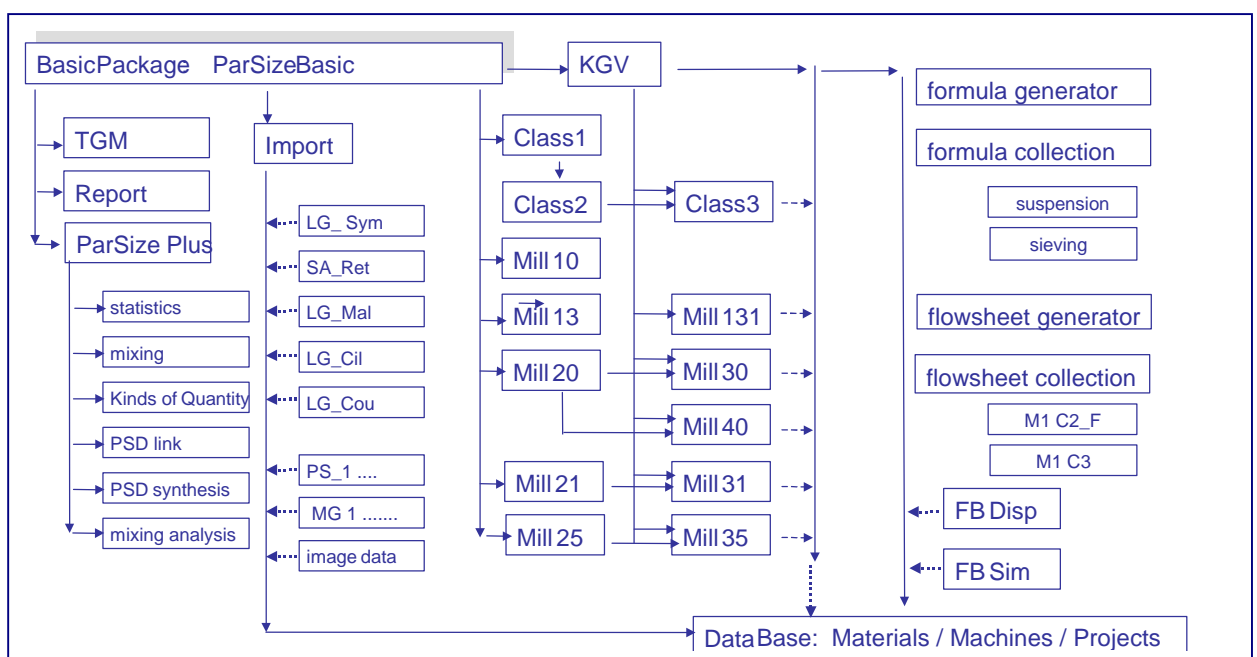 BasicPackage ParSizeBasic
KGV
TGM
Report
ParSize Plus
statistics
mixing
Kinds of Quantity
PSD link
PSD synthesis
mixing analysis
Import
LG_ Sym
SA_Ret
LG_Mal
LG_Cil
LG_Cou
PS_1 ....
MG 1 .......
image data
Class1
Class2
Mill 10
Mill 13
Mill 20
Mill 21
Mill 25
Class3
Mill 131
Mill 30
Mill 40
Mill 31
Mill 35
formula generator
formula collection
suspension
sieving
flowsheet generator
flowsheet collection
M1 C2_F
M1 C3
FB Disp
FB Sim
DataBase: Materials / Machines / Projects